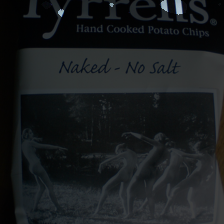 Tyrrells®
Hand Cooked Potato Chips
Naked - No Salt